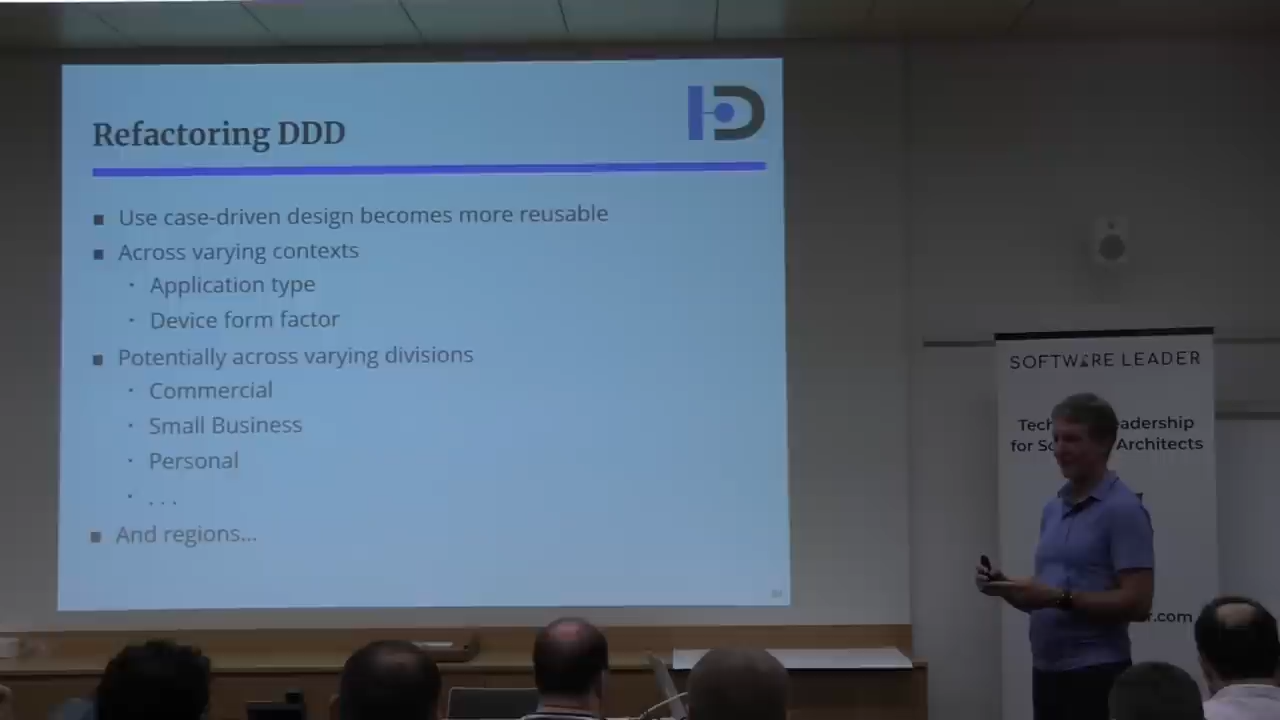 Refactoring DDD
Use case-driven design becomes more reusable
Across varying contexts
Application type
Device form factor
Potentially across varying divisions
Commercial
Small Business
Personal
. . .
And regions...
SOFTWARE LEADER
Tech adership
for So Architects
r.com